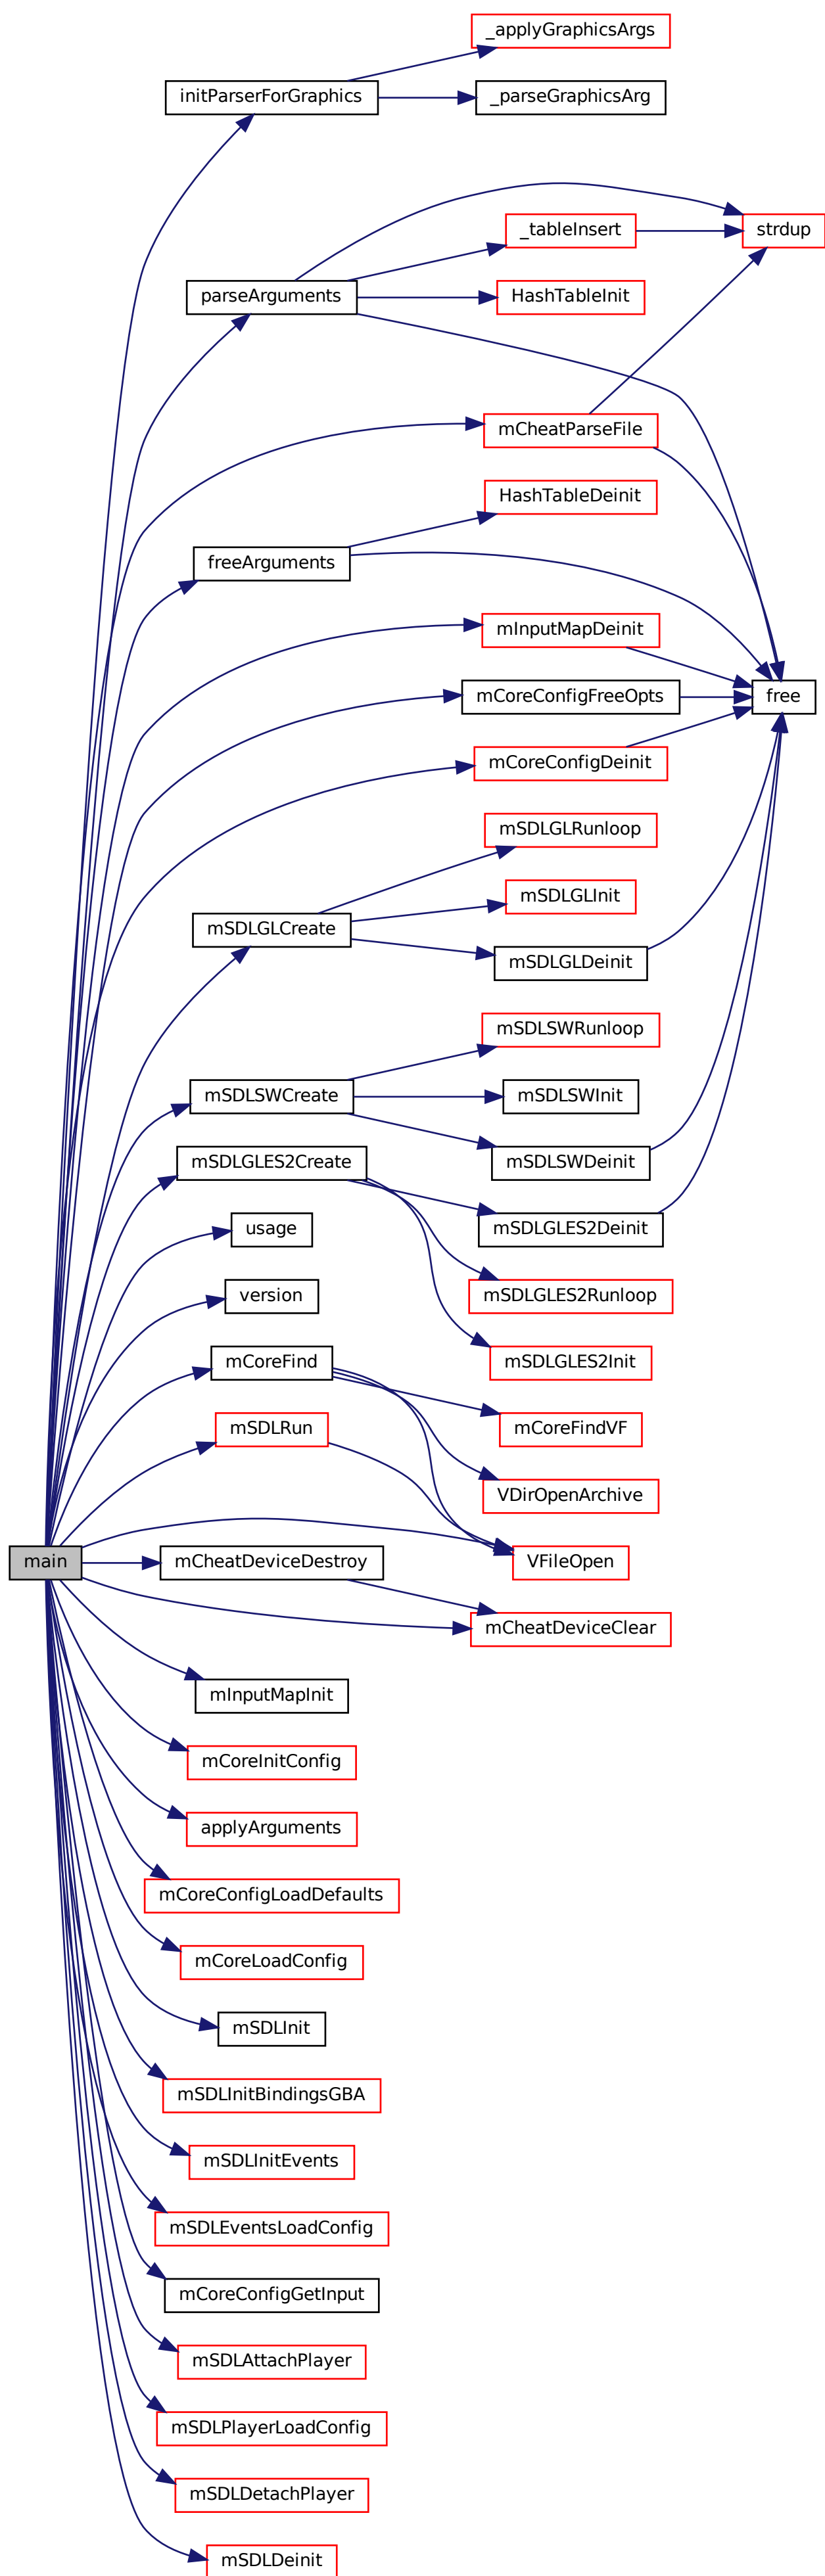 _applyGraphicsArgs
initParserForGraphics
_parseGraphicsArg
_tableInsert
strdup
parseArguments
HashTableInit
mCheatParseFile
HashTableDeinit
freeArguments
mInputMapDeinit
mCoreConfigFreeOpts
free
mCoreConfigDeinit
mSDLGLRunloop
mSDLGLInit
mSDLGLCreate
mSDLGLDeinit
mSDLSWRunloop
mSDLSWCreate
mSDLSWInit
mSDLGLES2Create
mSDLSWDeinit
usage
mSDLGLES2Deinit
version
mSDLGLES2Runloop
mCoreFind
mSDLGLES2Init
mSDLRun
mCoreFindVF
VDirOpenArchive
main
mCheatDeviceDestroy
VFileOpen
mCheatDeviceClear
mInputMapInit
mCoreInitConfig
applyArguments
mCoreConfigLoadDefaults
mCoreLoadConfig
mSDLInit
mSDLInitBindingsGBA
mSDLInitEvents
mSDLEventsLoadConfig
mCoreConfigGetInput
mSDLAttachPlayer
mSDLPlayerLoadConfig
mSDLDetachPlayer
mSDLDeinit